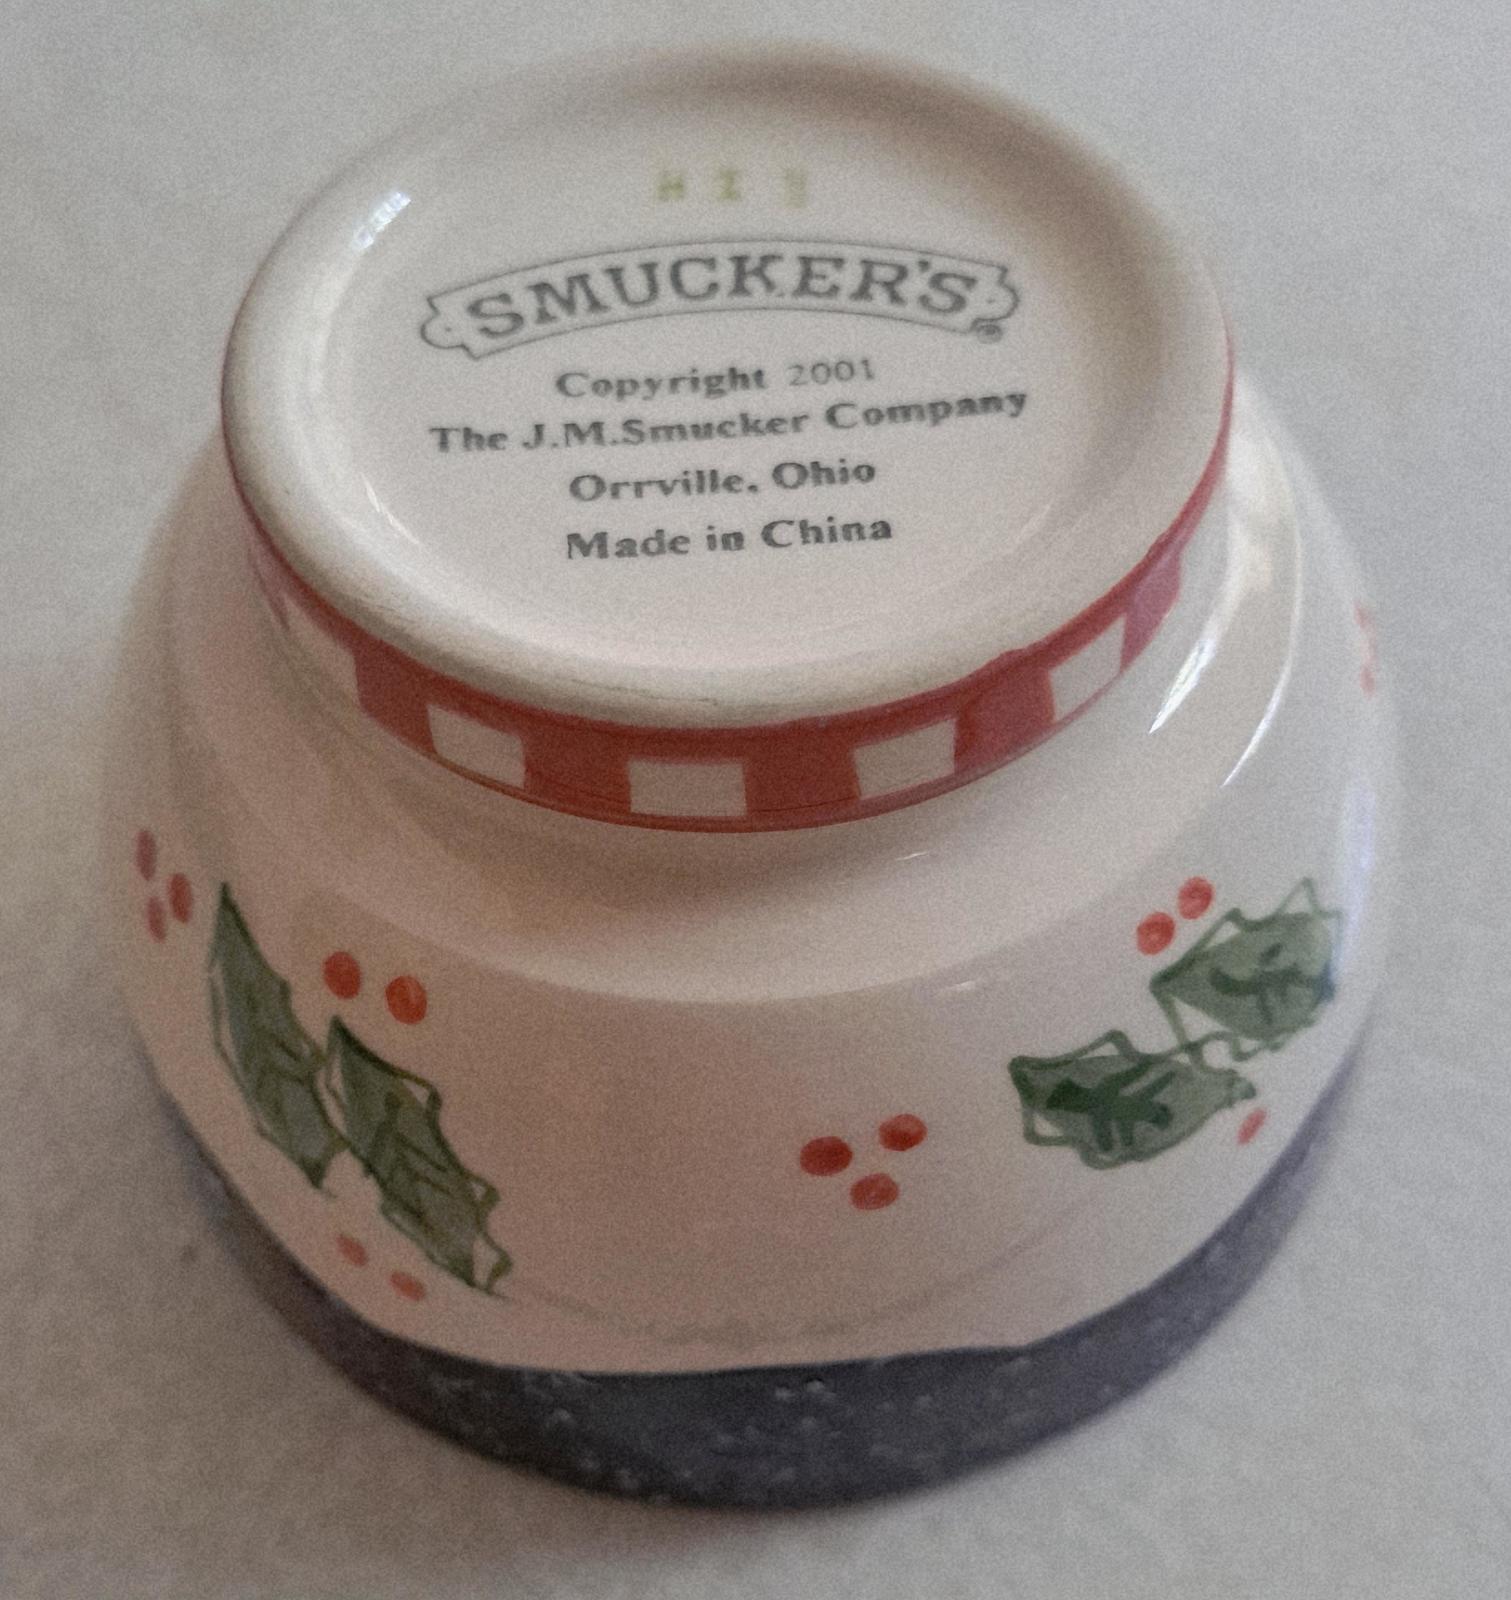 SMUCKER'S®
Copyright 2001
The J.M.Smucker Company
Orrville, Ohio
Made in China